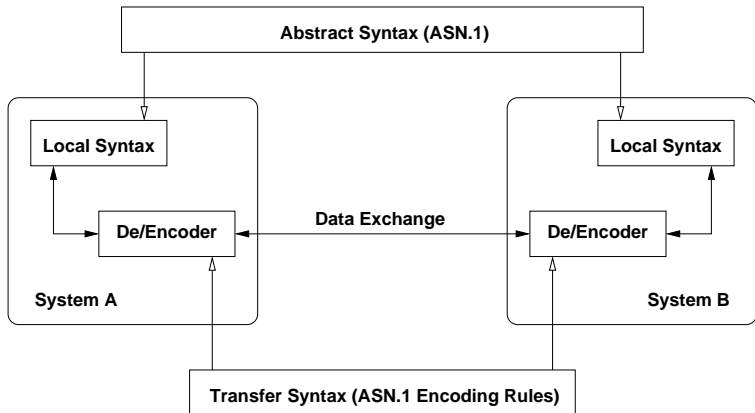 Abstract Syntax (ASN.1)
Local Syntax
Local Syntax
De/Encoder
Data Exchange
De/Encoder
System A
System B
Transfer Syntax (ASN.1 Encoding Rules)